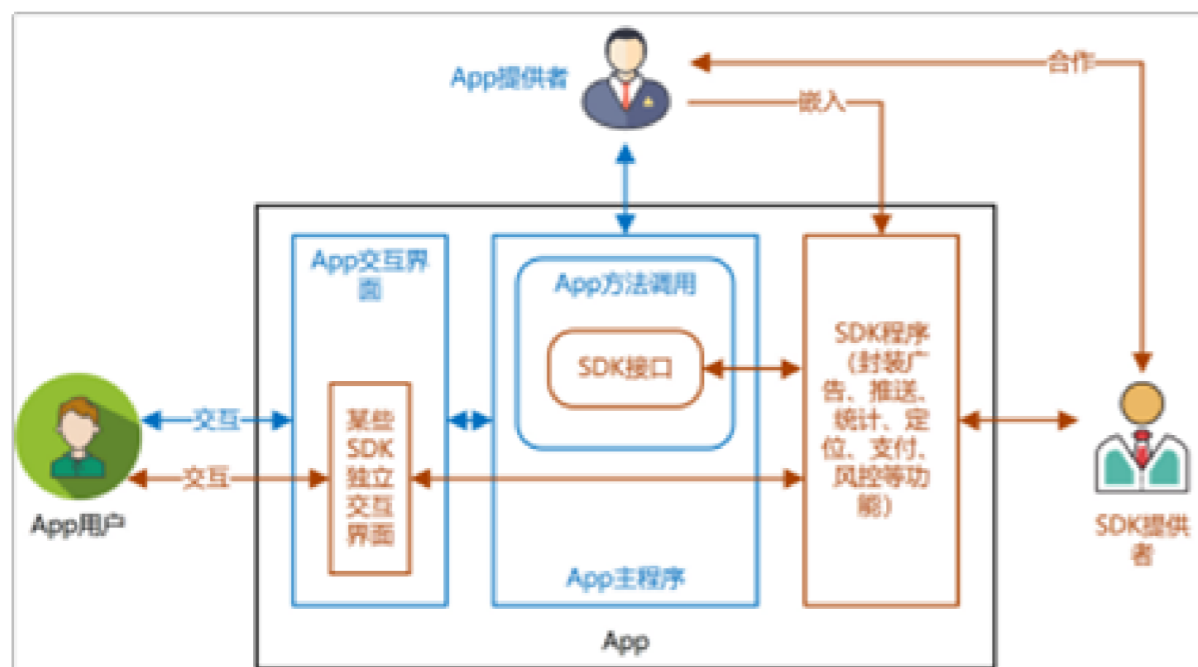 App提供者
合作
嵌入
App交互界
面
App方法调用
SDK接口
SDK程序
（封装广
告、推送、
统计、定
位、支付、
风控等功
能）
交互
交互
某些
SDK
独立
交互
界面
App用户
SDK提供
者
App主程序
App